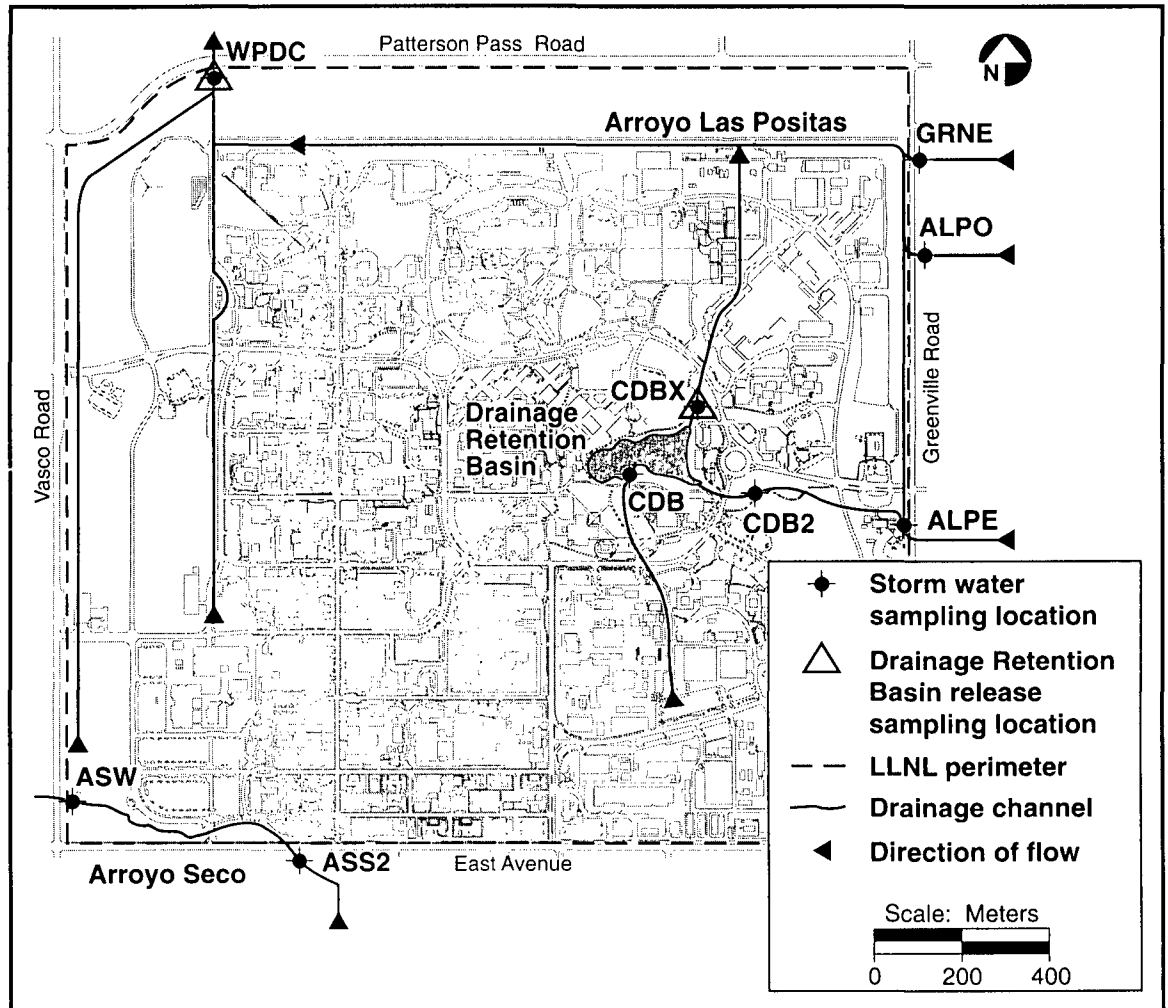 WPDC
Patterson Pass Road
N
Arroyo Las Positas
GRNE
ALPO
Vasco Road
Greenville Road
CDBX
Drainage
Retention
Basin
CDB
CDB2
ALPE
ASW
ASS2
Arroyo Seco
East Avenue
Storm water
sampling location
Drainage Retention
Basin release
sampling location
LLNL perimeter
Drainage channel
Direction of flow
Scale: Meters
0 200 400